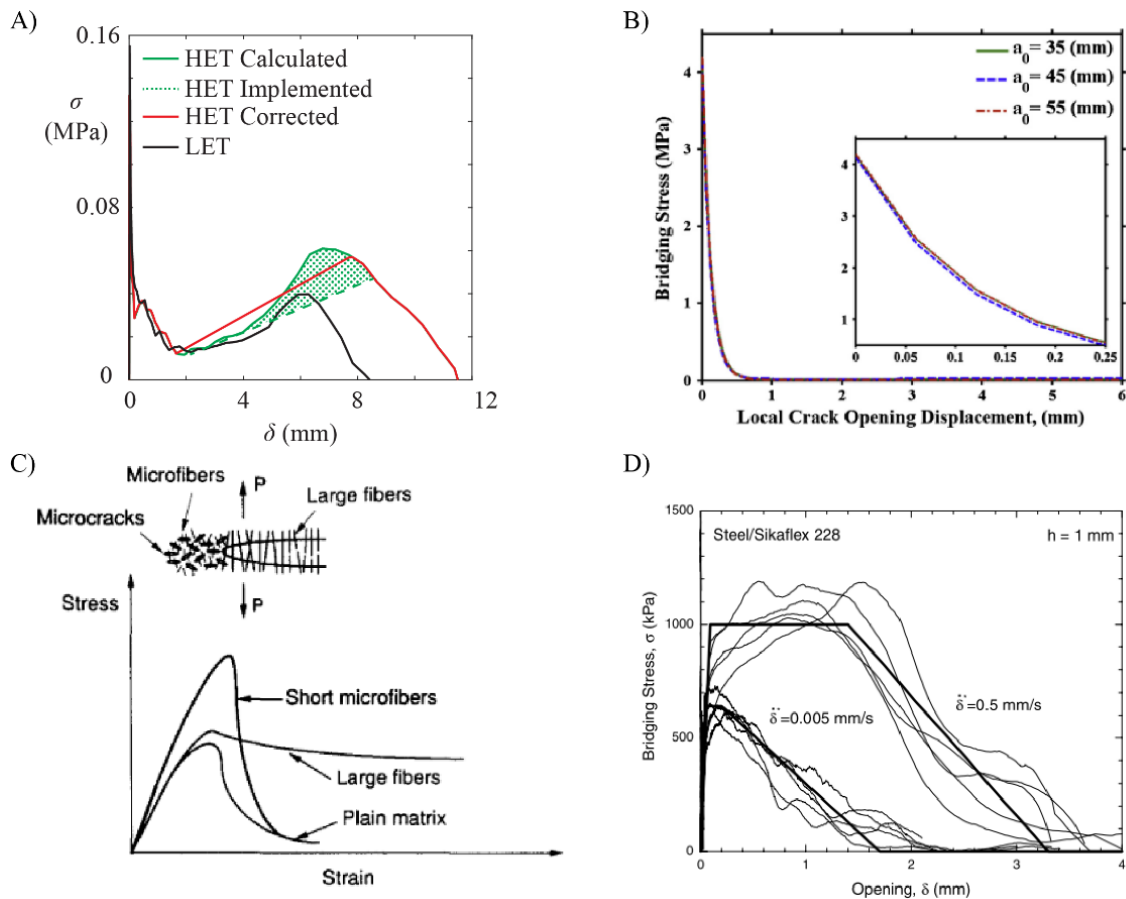 A)
0.16
σ
(MPa)
0.08
0
HET Calculated
HET Implemented
HET Corrected
LET
0 4 8 12
δ (mm)
B)
a0= 35 (mm)
a0= 45 (mm)
a0= 55 (mm)
Bridging Stress (MPa)
4
3
2
1
0
4
3
2
1
0 0.05 0.1 0.15 0.2 0.25
0 1 2 3 4 5 6
Local Crack Opening Displacement, (mm)
C)
Microfibers
Microcracks
P
Large fibers
P
Stress
Short microfibers
Large fibers
Plain matrix
Strain
D)
1500
1000
500
0
Bridging Stress, σ (kPa)
Steel/Sikaflex 228 h = 1 mm
δ̈=0.005 mm/s
δ̈=0.5 mm/s
0 1 2 3 4
Opening, δ (mm)